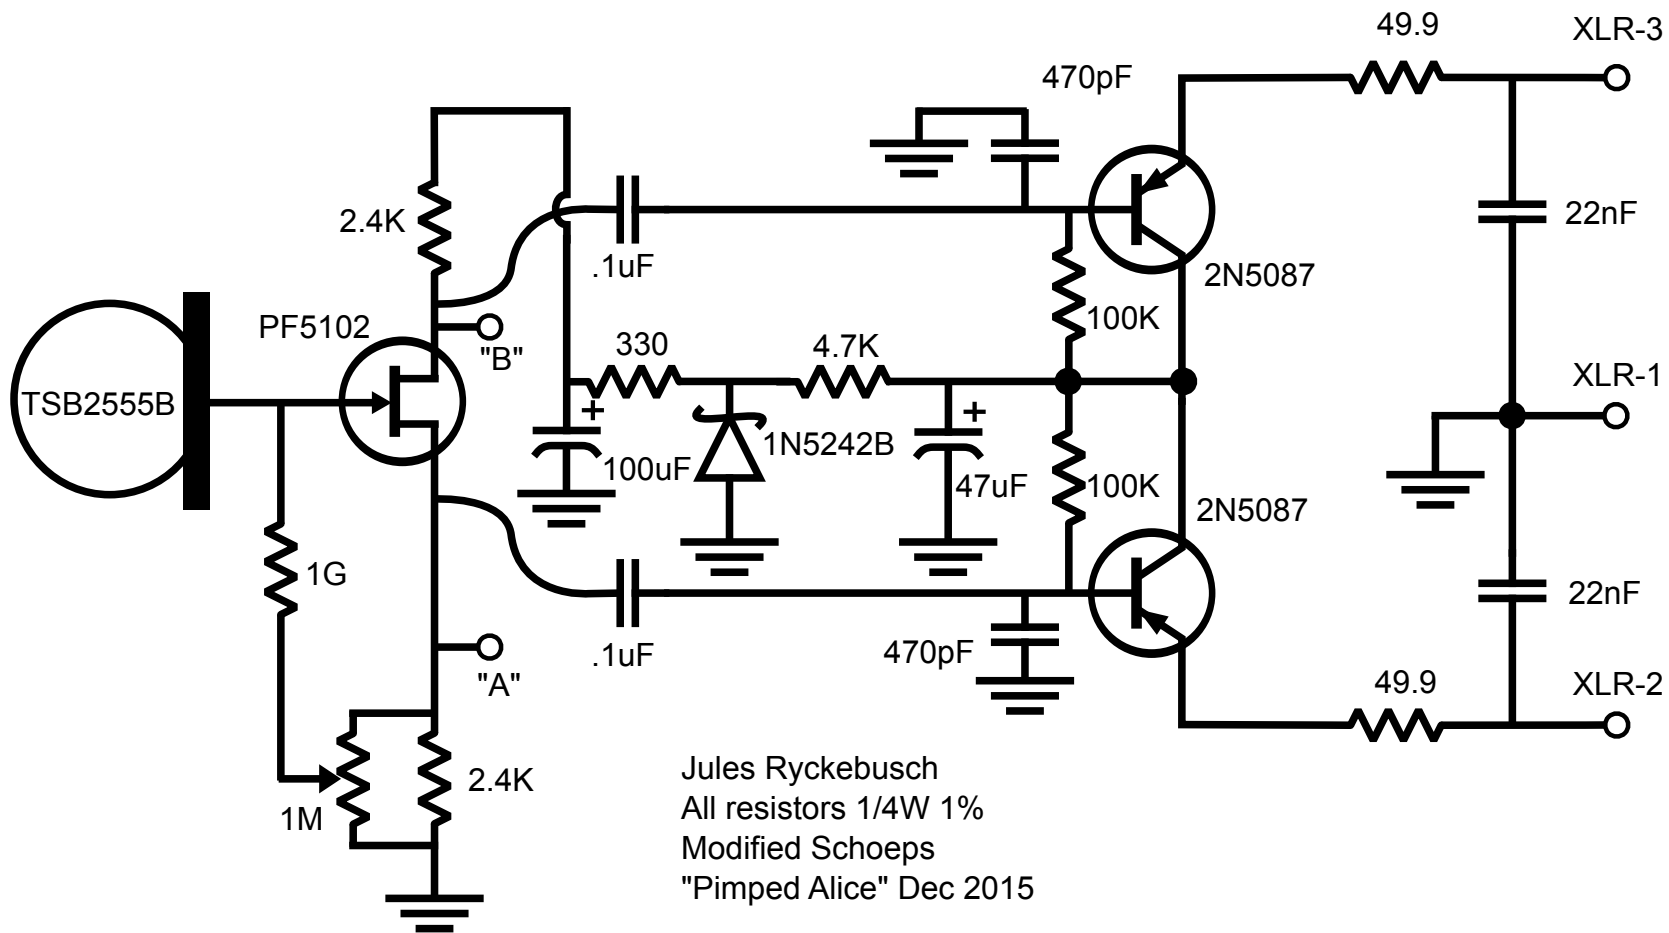 49.9
XLR-3
470pF
2.4K
.1uF
22nF
2N5087
PF5102
"B"
100K
330
4.7K
XLR-1
TSB2555B
+
+
1N5242B
100uF
47uF
100K
2N5087
1G
22nF
.1uF
470pF
"A"
49.9
XLR-2
2.4K
1M
Jules Ryckebusch
All resistors 1/4W 1%
Modified Schoeps
"Pimped Alice" Dec 2015